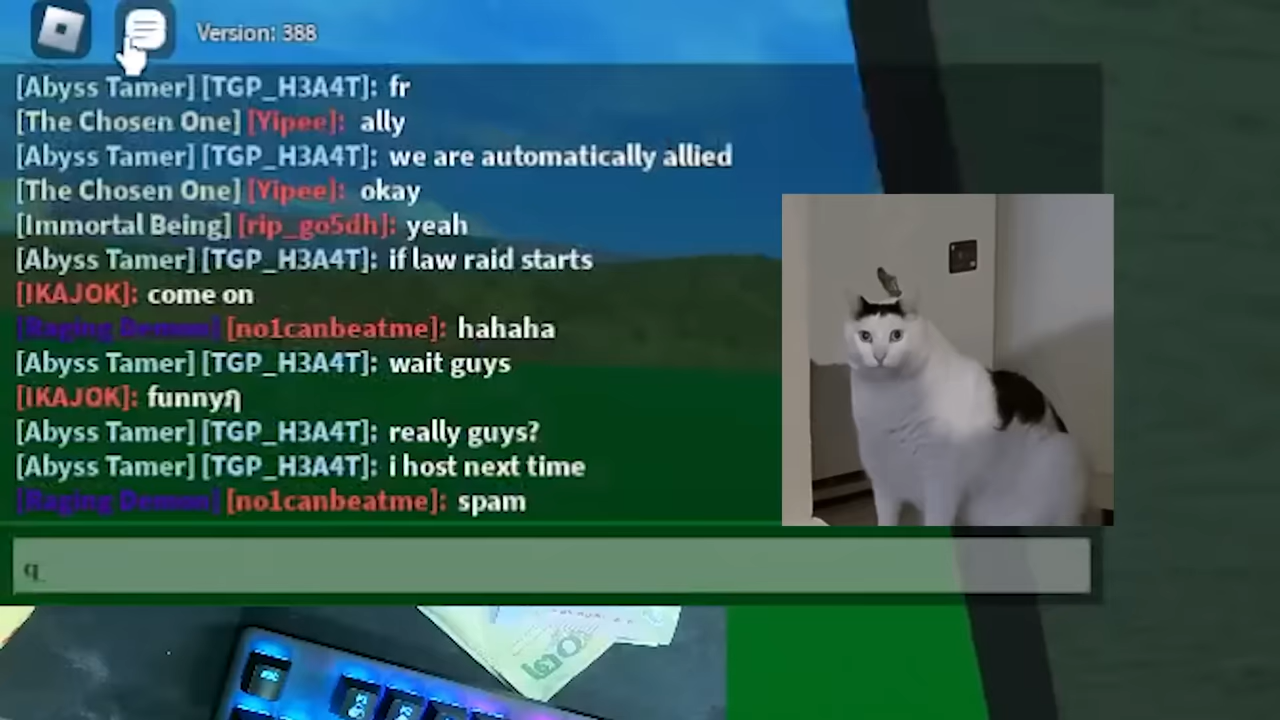 Version: 388
[Abyss Tamer] [TGP_H3A4T]: fr
[The Chosen One] [Yipee]: ally
[Abyss Tamer] [TGP_H3A4T]: we are automatically allied
[The Chosen One] [Yipee]: okay
[Immortal Being] [rip_go5dh]: yeah
[Abyss Tamer] [TGP_H3A4T]: if law raid starts
[IKAJOK]: come on
[Raging Demon] [no1canbeatme]: hahaha
[Abyss Tamer] [TGP_H3A4T]: wait guys
[IKAJOK]: funnyฦ
[Abyss Tamer] [TGP_H3A4T]: really guys?
[Abyss Tamer] [TGP_H3A4T]: i host next time
[Raging Demon] [no1canbeatme]: spam
q